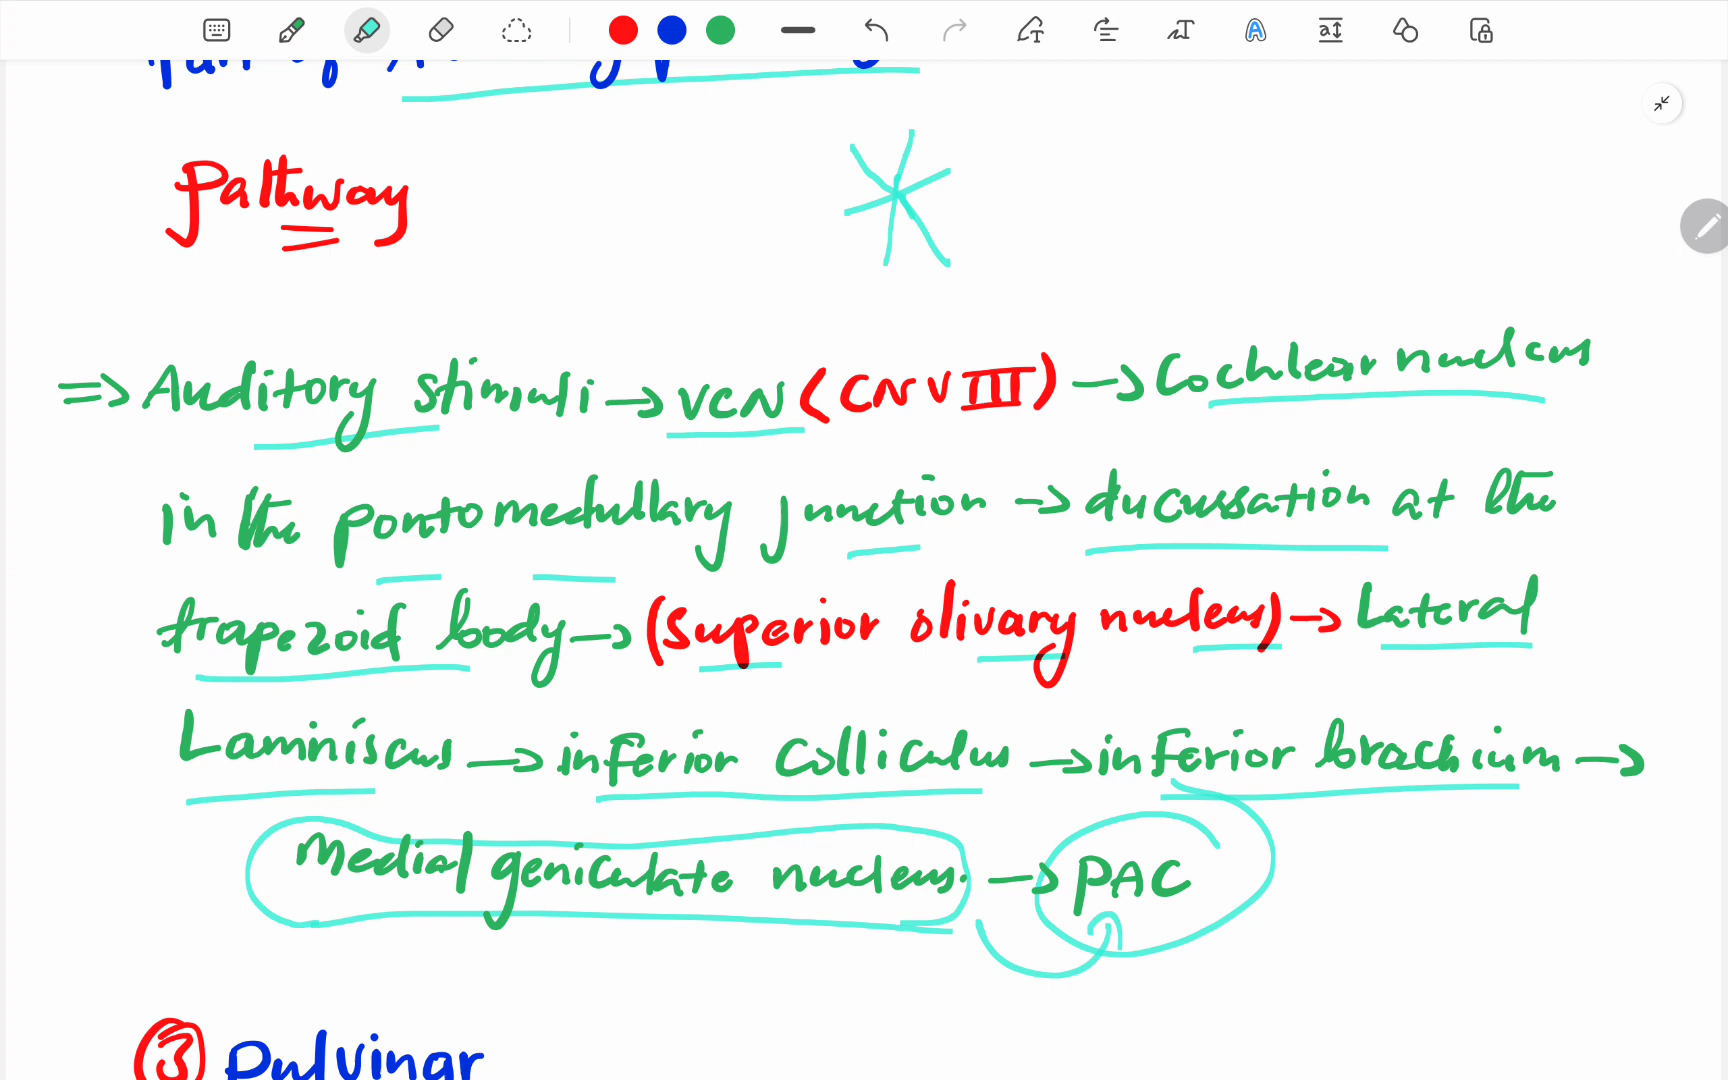 Pathway
=> Auditory stimuli → VCN (CN VIII) → Cochlear nucleus
in the pontomedullary junction → ducussation at the
trapezoid body → (Superior olivary nucleus) → Lateral
Lamniscus → inferior colliculus → inferior brachium →
Medial geniculate nucleus. → PAC
③ Pulvinar